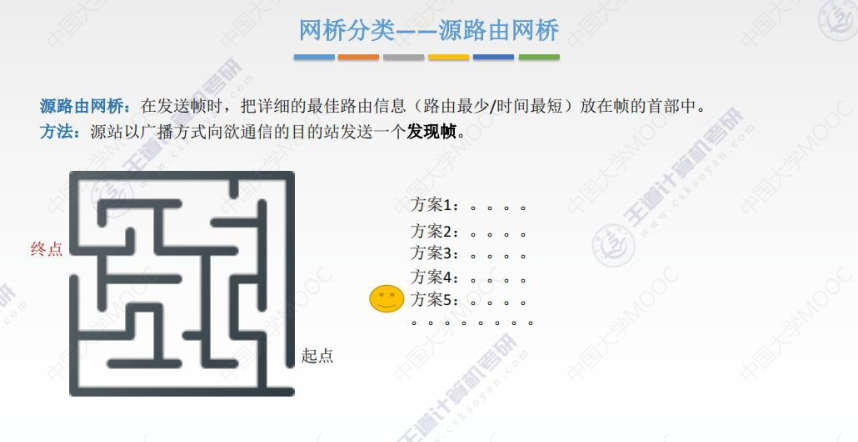 网桥分类——源路由网桥
源路由网桥：在发送帧时，把详细的最佳路由信息（路由最少/时间最短）放在帧的首部中。
方法：源站以广播方式向欲通信的目的站发送一个发现帧。
终点
起点
方案1：。。。。
方案2：。。。。
方案3：。。。。
方案4：。。。。
方案5：。。。。
。。。。。。。。
中国大学MOOC
王道计算机考研
www.cskaoyan.com